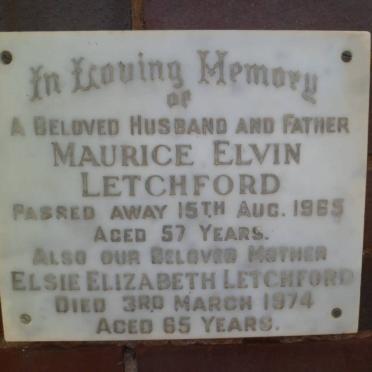 In Loving Memory
of
A Beloved Husband and Father
Maurice Elvin
Letchford
Passed away 15th Aug. 1965
Aged 57 Years.
Also our Beloved Mother
Elsie Elizabeth Letchford
Died 3rd March 1974
Aged 65 Years.